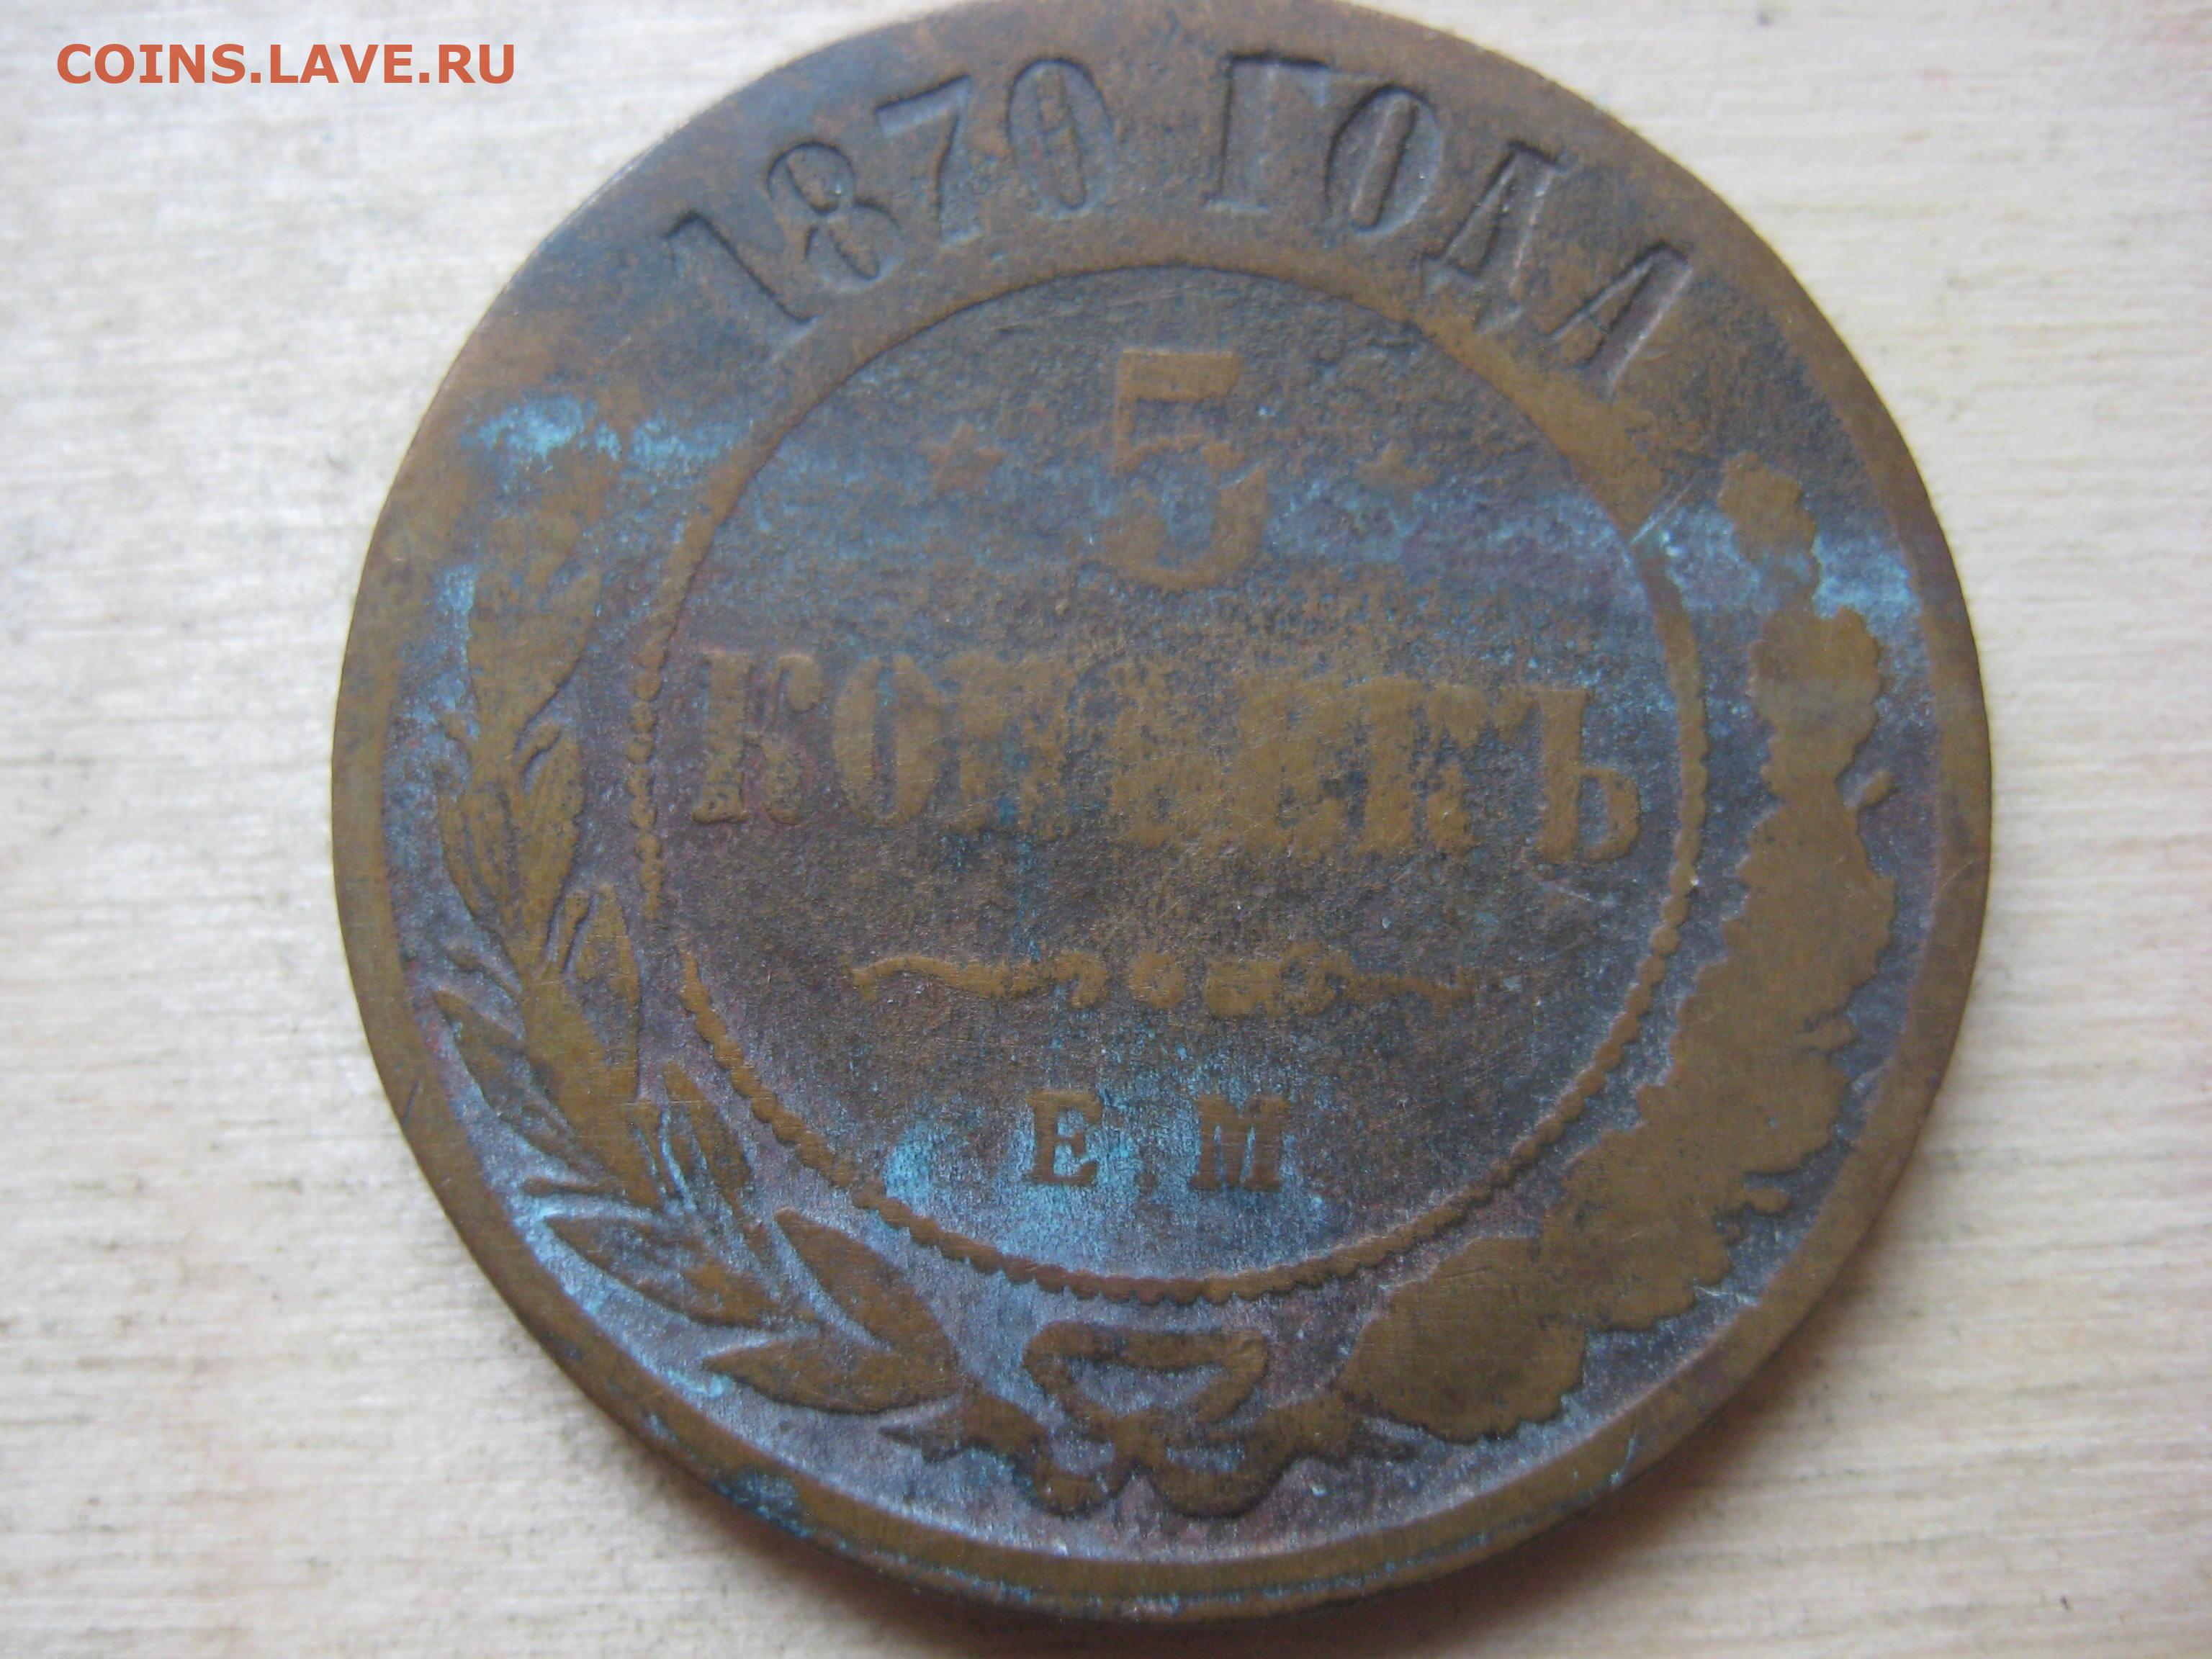 COINS.LAVE.RU
1870 ГОДА
5
КОПѢЕКЪ
Е.М